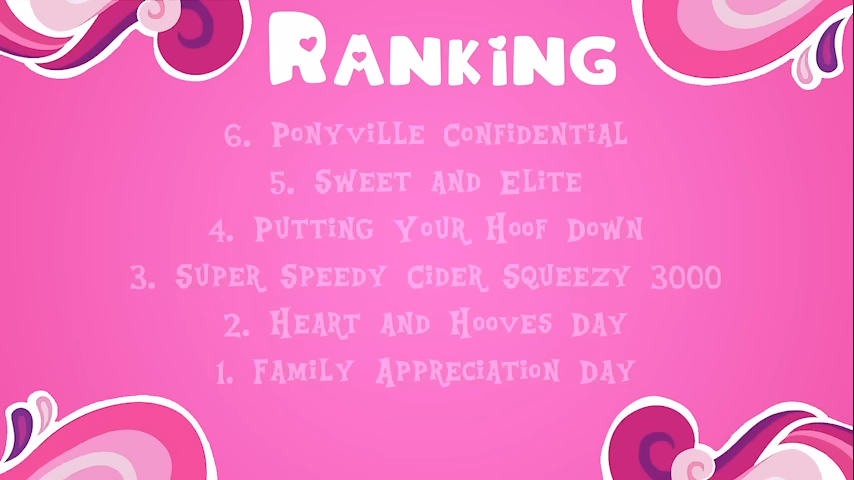 Ranking
6. Ponyville Confidential
5. Sweet and Elite
4. Putting Your Hoof Down
3. Super Speedy Cider Squeezy 3000
2. Heart and Hooves Day
1. Family Appreciation Day